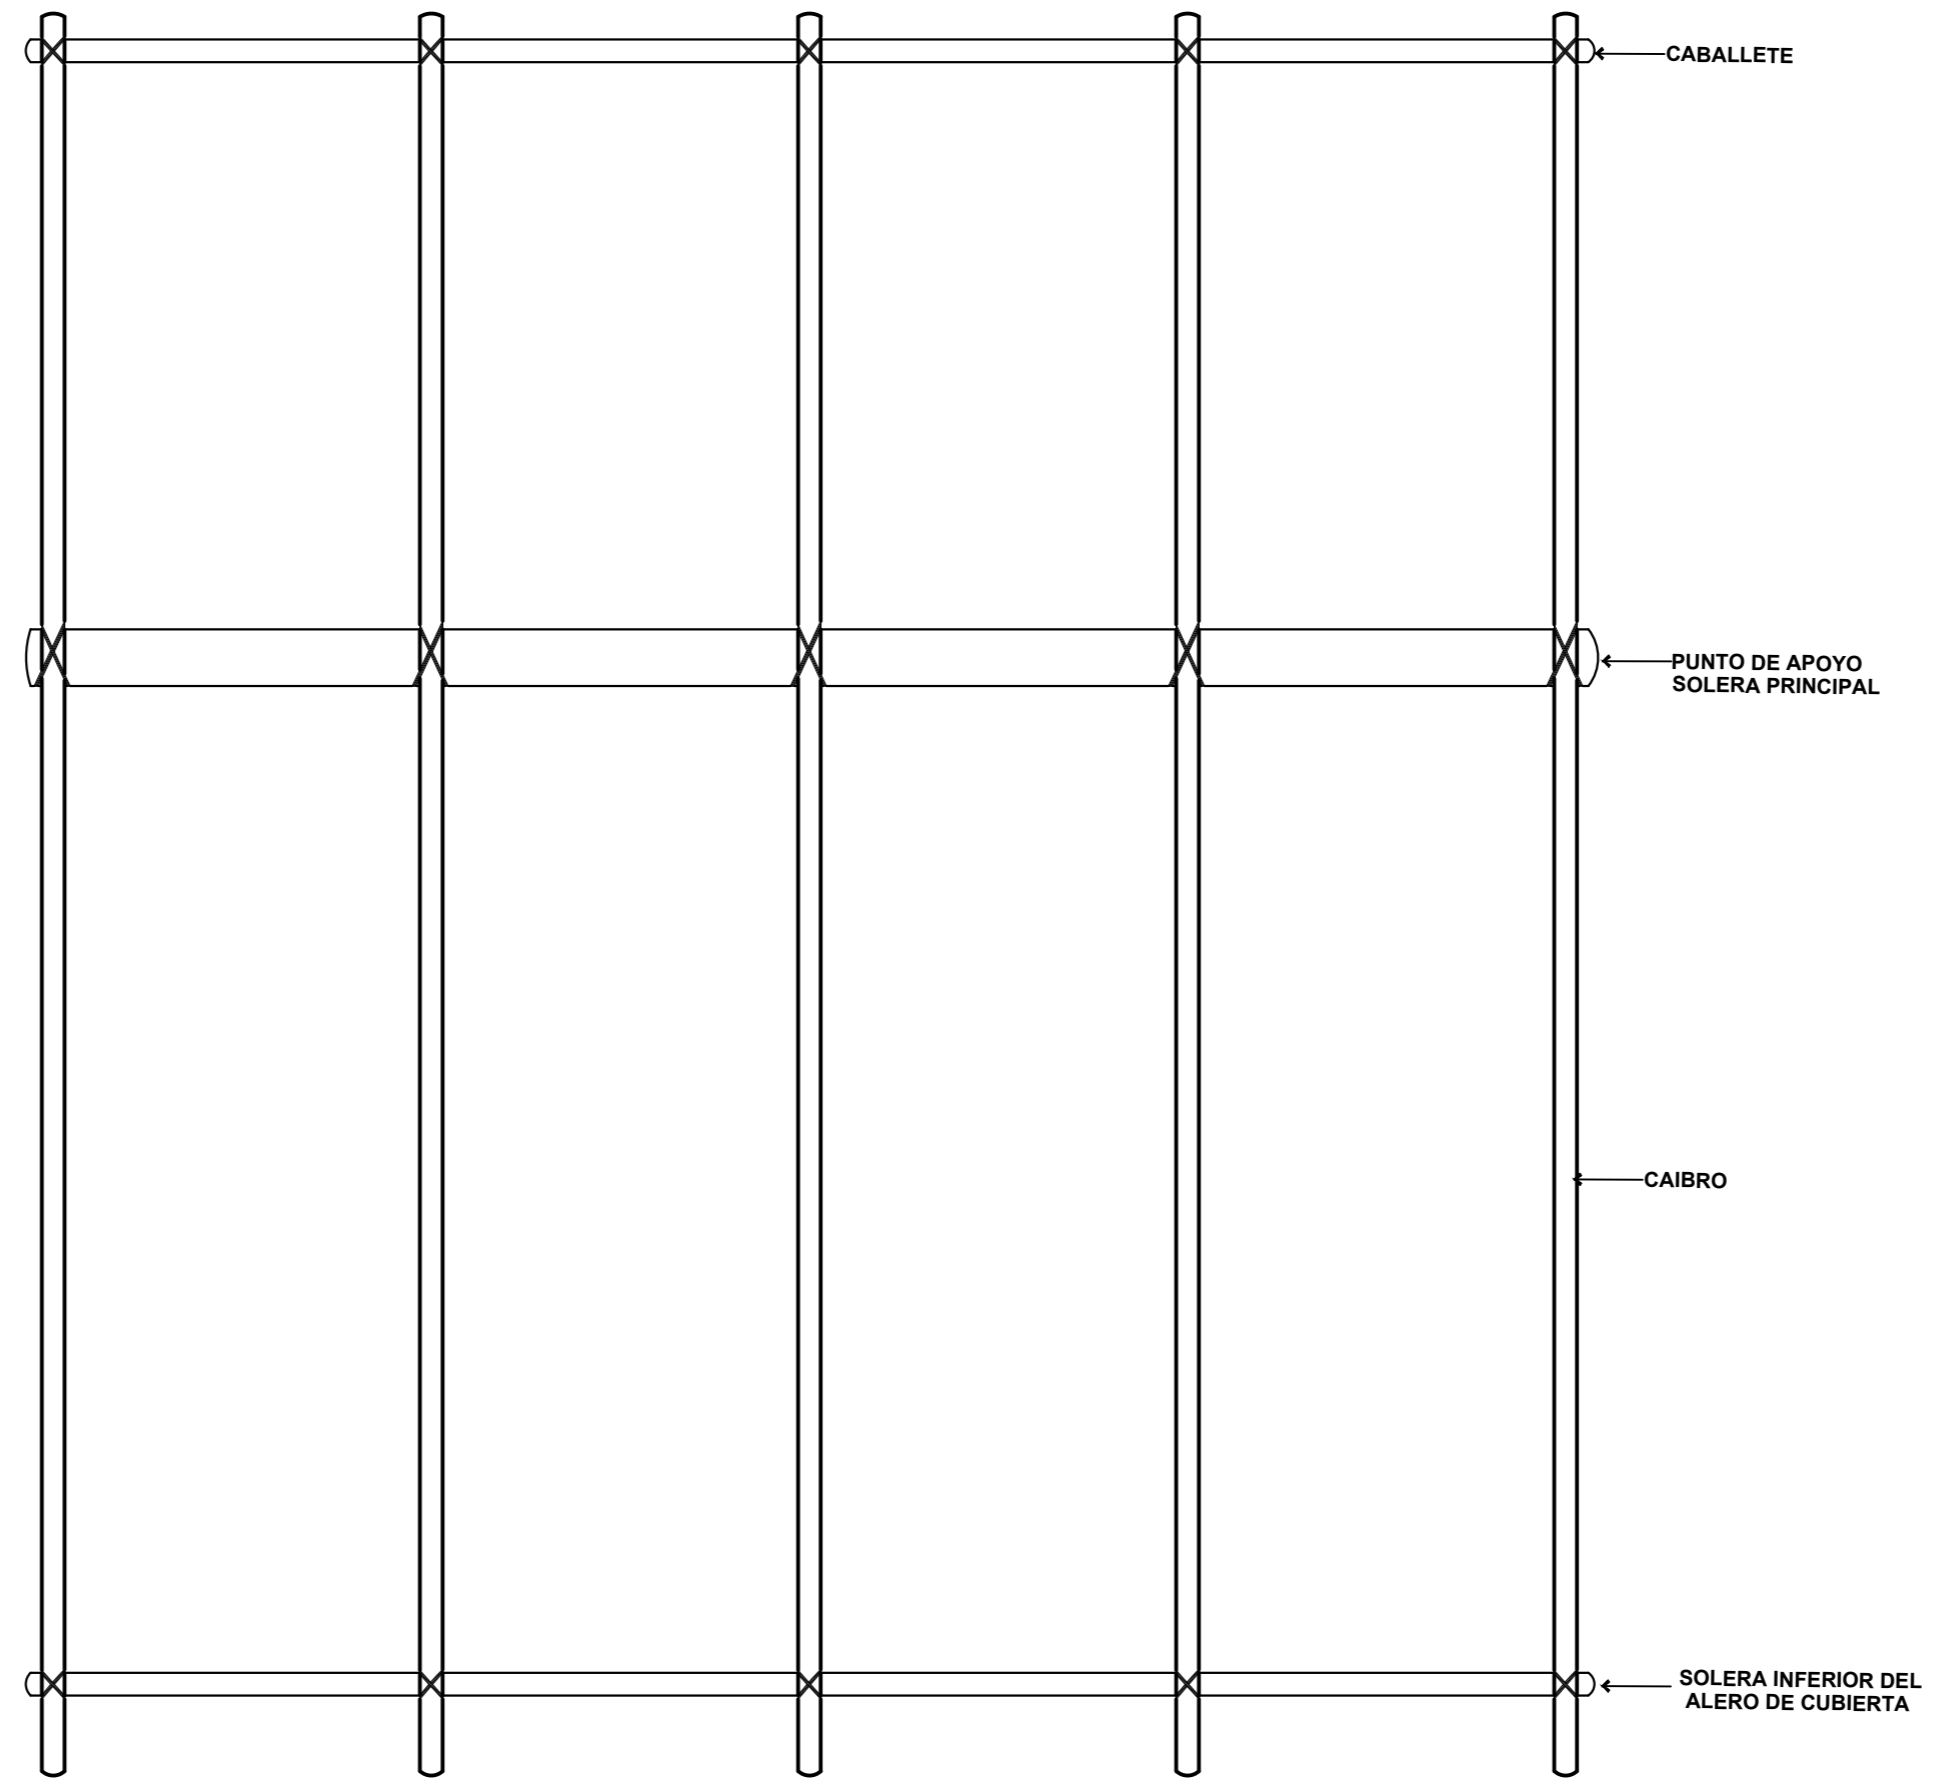 CABALLETE
PUNTO DE APOYO
SOLERA PRINCIPAL
CAIBRO
SOLERA INFERIOR DEL
ALERO DE CUBIERTA